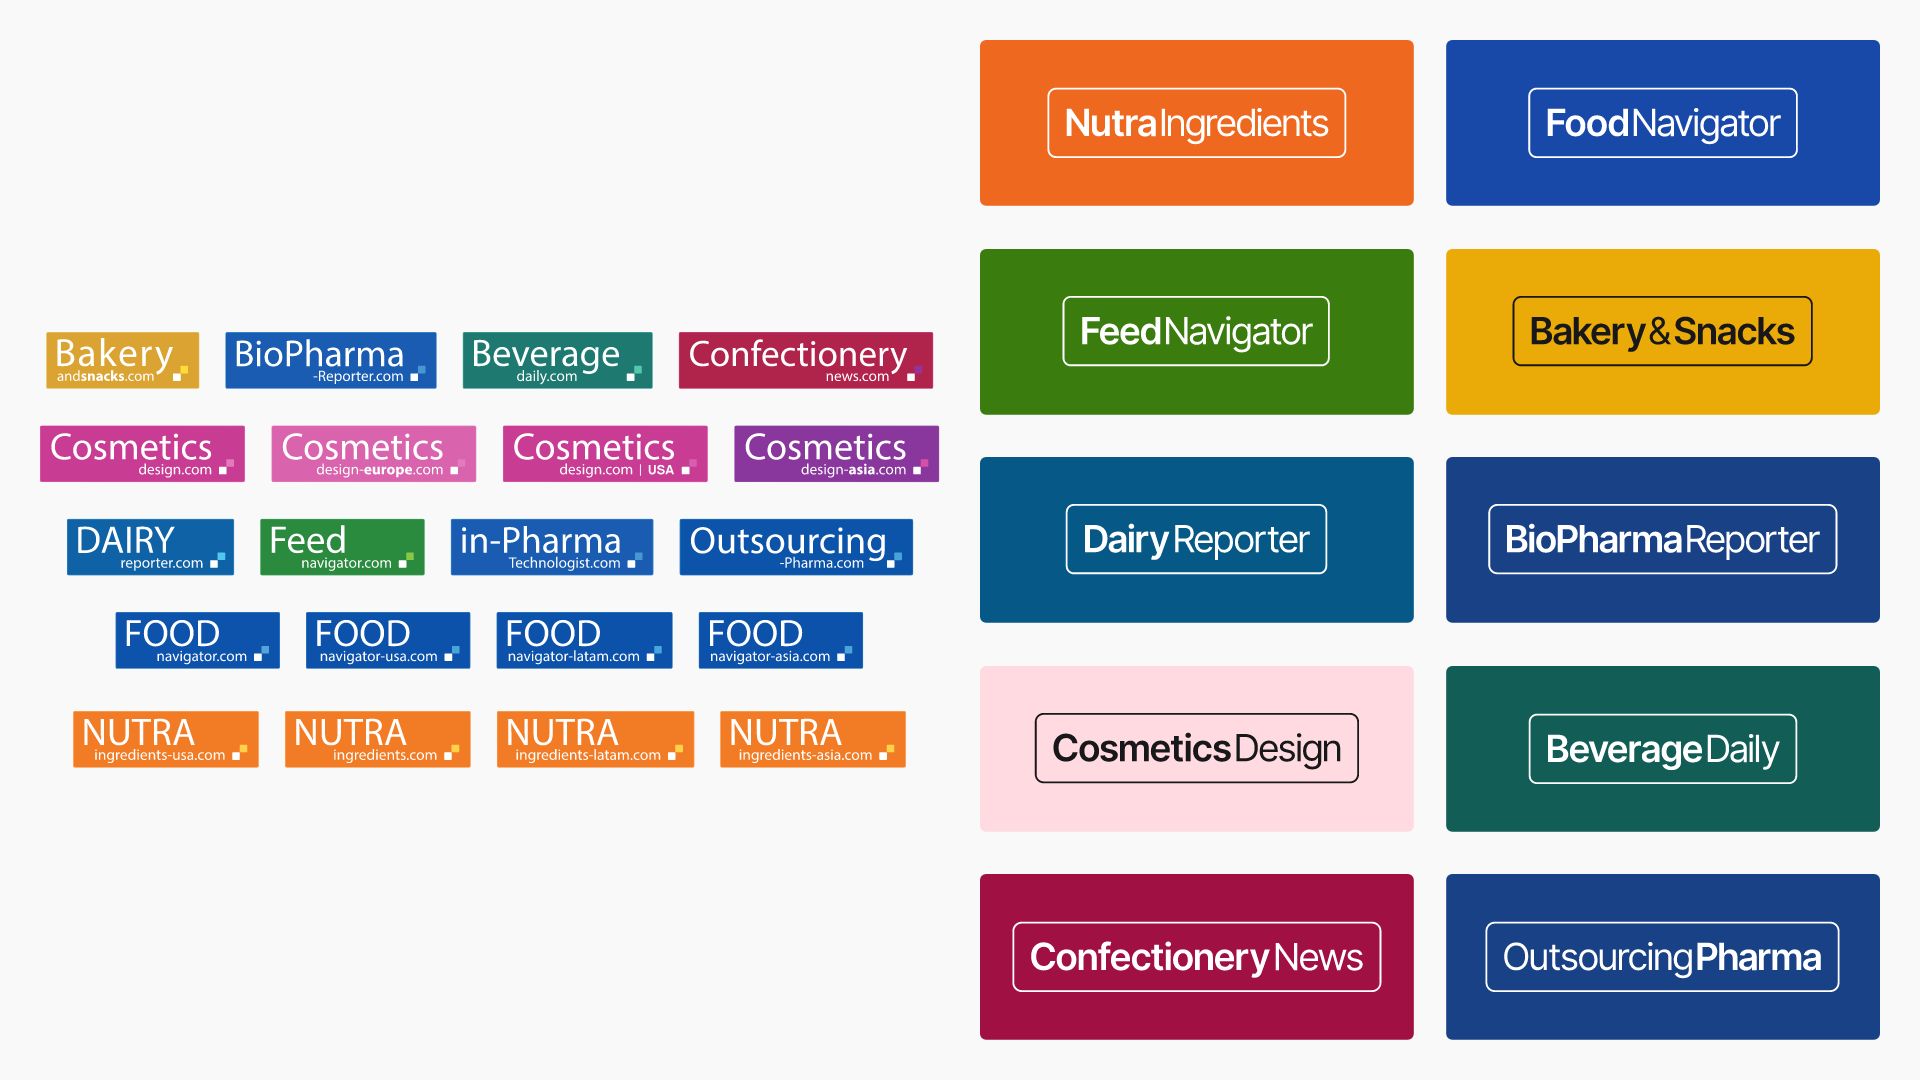 Bakery
andsnacks.com
BioPharma
-Reporter.com
Beverage
daily.com
Confectionery
news.com
Cosmetics
design.com
Cosmetics
design-europe.com
Cosmetics
design.com | USA
Cosmetics
design-asia.com
DAIRY
reporter.com
Feed
navigator.com
in-Pharma
Technologist.com
Outsourcing
-Pharma.com
FOOD
navigator.com
FOOD
navigator-usa.com
FOOD
navigator-latam.com
FOOD
navigator-asia.com
NUTRA
ingredients-usa.com
NUTRA
ingredients.com
NUTRA
ingredients-latam.com
NUTRA
ingredients-asia.com
NutraIngredients
FoodNavigator
FeedNavigator
Bakery&Snacks
DairyReporter
BioPharmaReporter
CosmeticsDesign
BeverageDaily
ConfectioneryNews
OutsourcingPharma